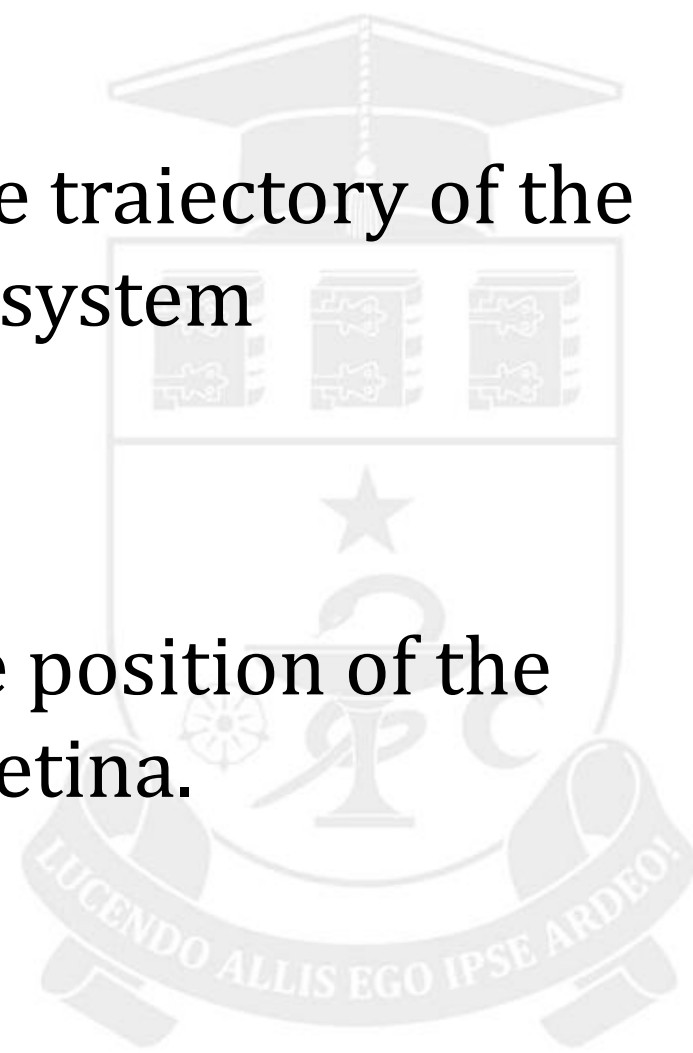 e traiectory of the
system
e position of the
etina.
LUCENDO ALLIS EGO IPSE ARDEO!